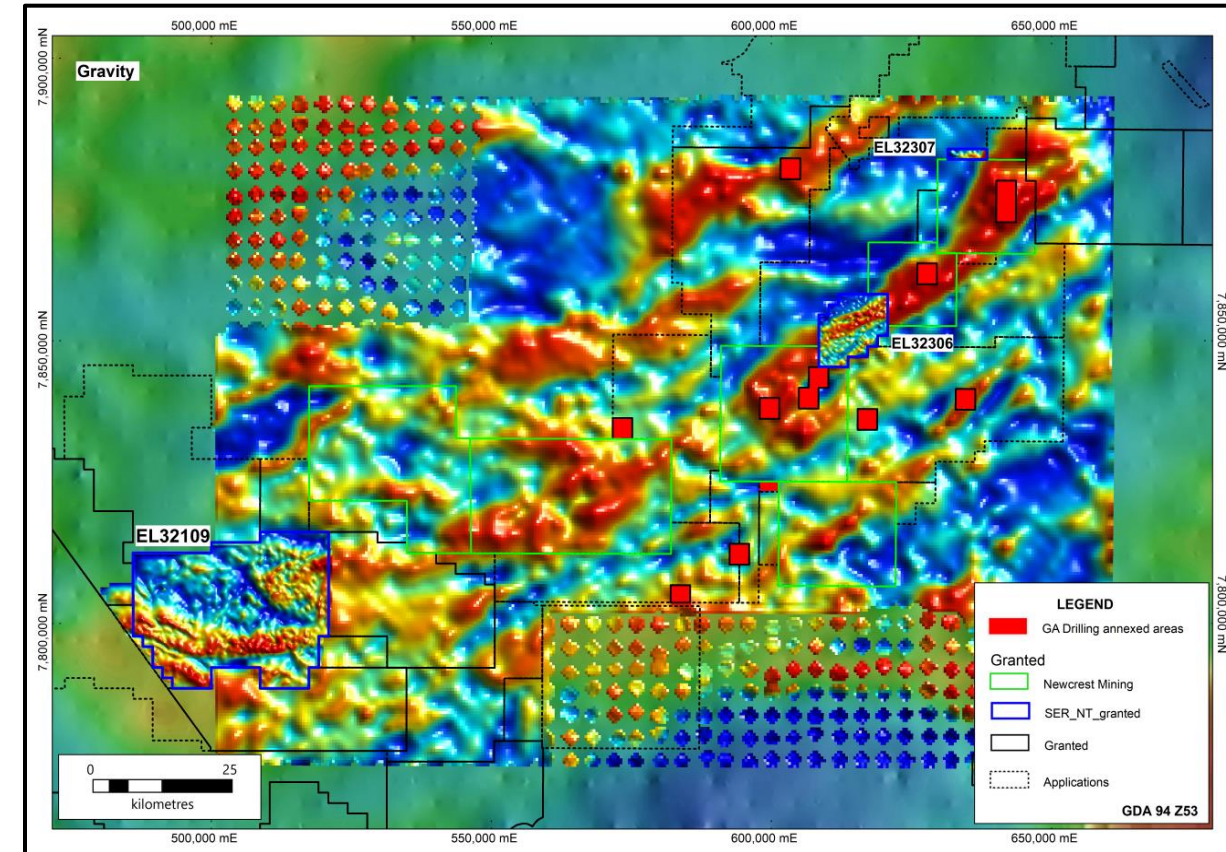 500,000 mE
550,000 mE
600,000 mE
650,000 mE
7,900,000 mN
Gravity
EL32307
7,850,000 mN
7,850,000 mN
EL32306
EL32109
7,800,000 mN
7,800,000 mN
LEGEND
GA Drilling annexed areas
Granted
Newcrest Mining
SER_NT_granted
Granted
Applications
GDA 94 Z53
0 25
kilometres
500,000 mE
550,000 mE
600,000 mE
650,000 mE